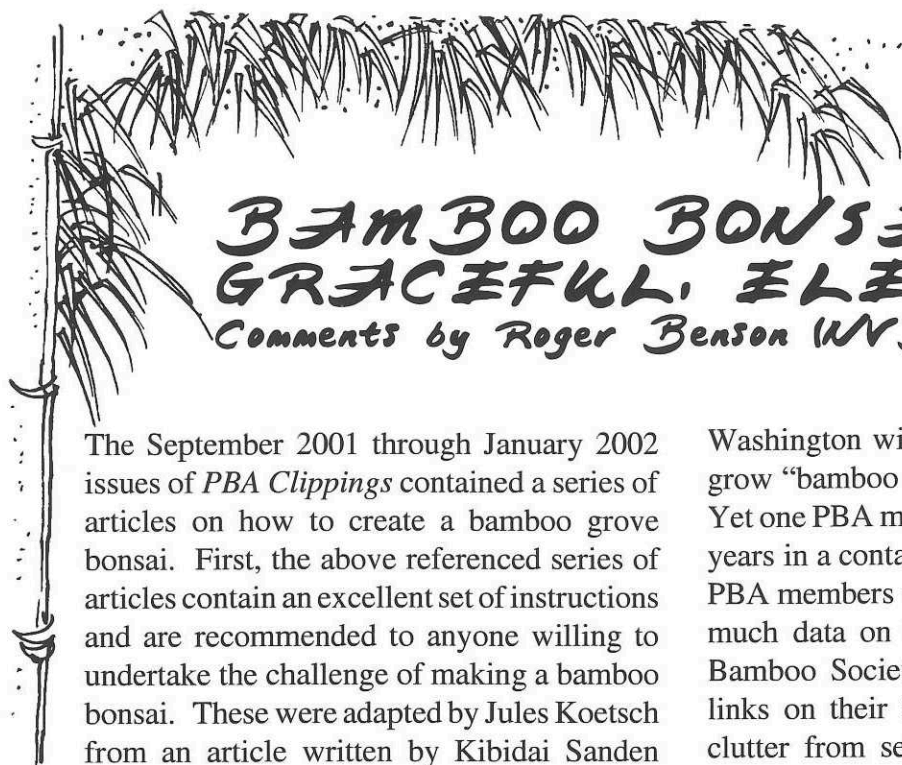 BAMBOO BONSA
GRACEFUL, ELE
Comments by Roger Benson (NV
The September 2001 through January 2002
issues of PBA Clippings contained a series of
articles on how to create a bamboo grove
bonsai. First, the above referenced series of
articles contain an excellent set of instructions
and are recommended to anyone willing to
undertake the challenge of making a bamboo
bonsai. These were adapted by Jules Koetsch
from an article written by Kibidai Sanden
Washington wi
grow “bamboo
Yet one PBA m
years in a conta
PBA members
much data on
Bamboo Socie
links on their
clutter from se